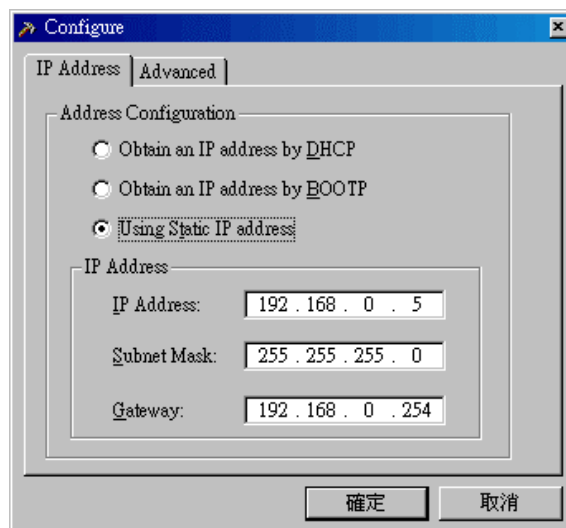 Configure
IP Address Advanced
Address Configuration
Obtain an IP address by DHCP
Obtain an IP address by BOOTP
Using Static IP address
IP Address
IP Address: 192 . 168 . 0 . 5
Subnet Mask: 255 . 255 . 255 . 0
Gateway: 192 . 168 . 0 . 254
確定 取消